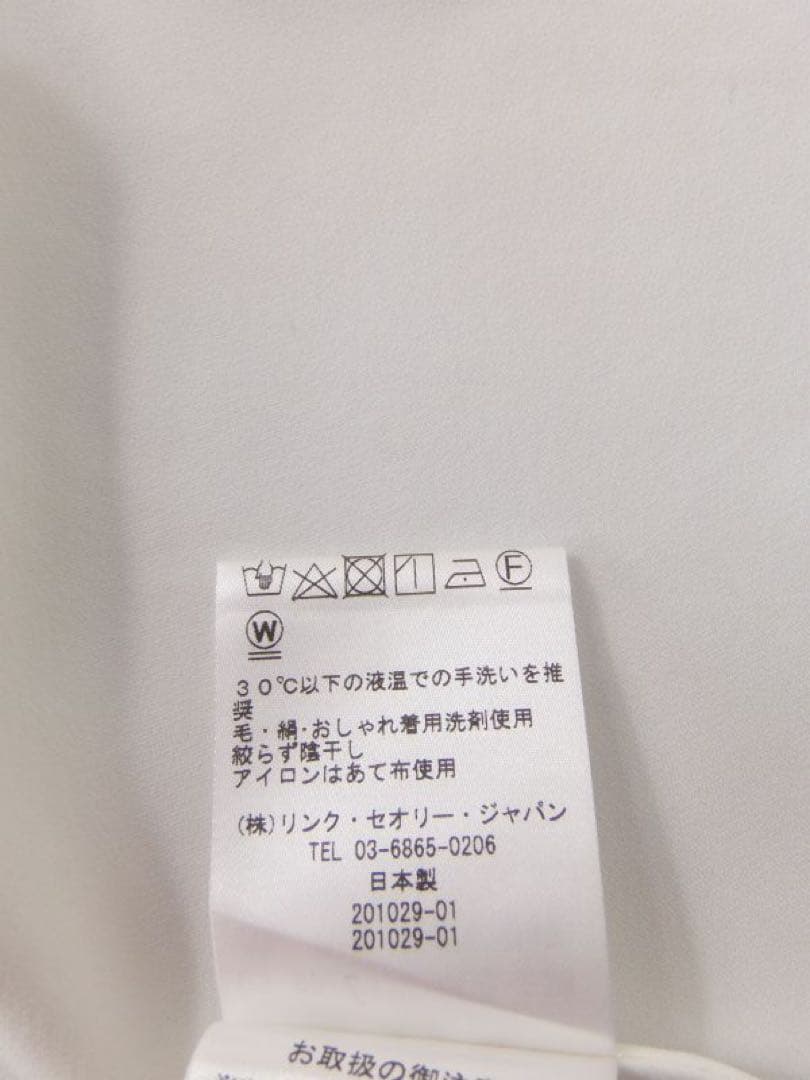 F
W
30℃以下の液温での手洗いを推
奨
毛・絹・おしゃれ着用洗剤使用
絞らず陰干し
アイロンはあて布使用
(株)リンク・セオリー・ジャパン
TEL 03-6865-0206
日本製
201029-01
201029-01
お取扱の御注